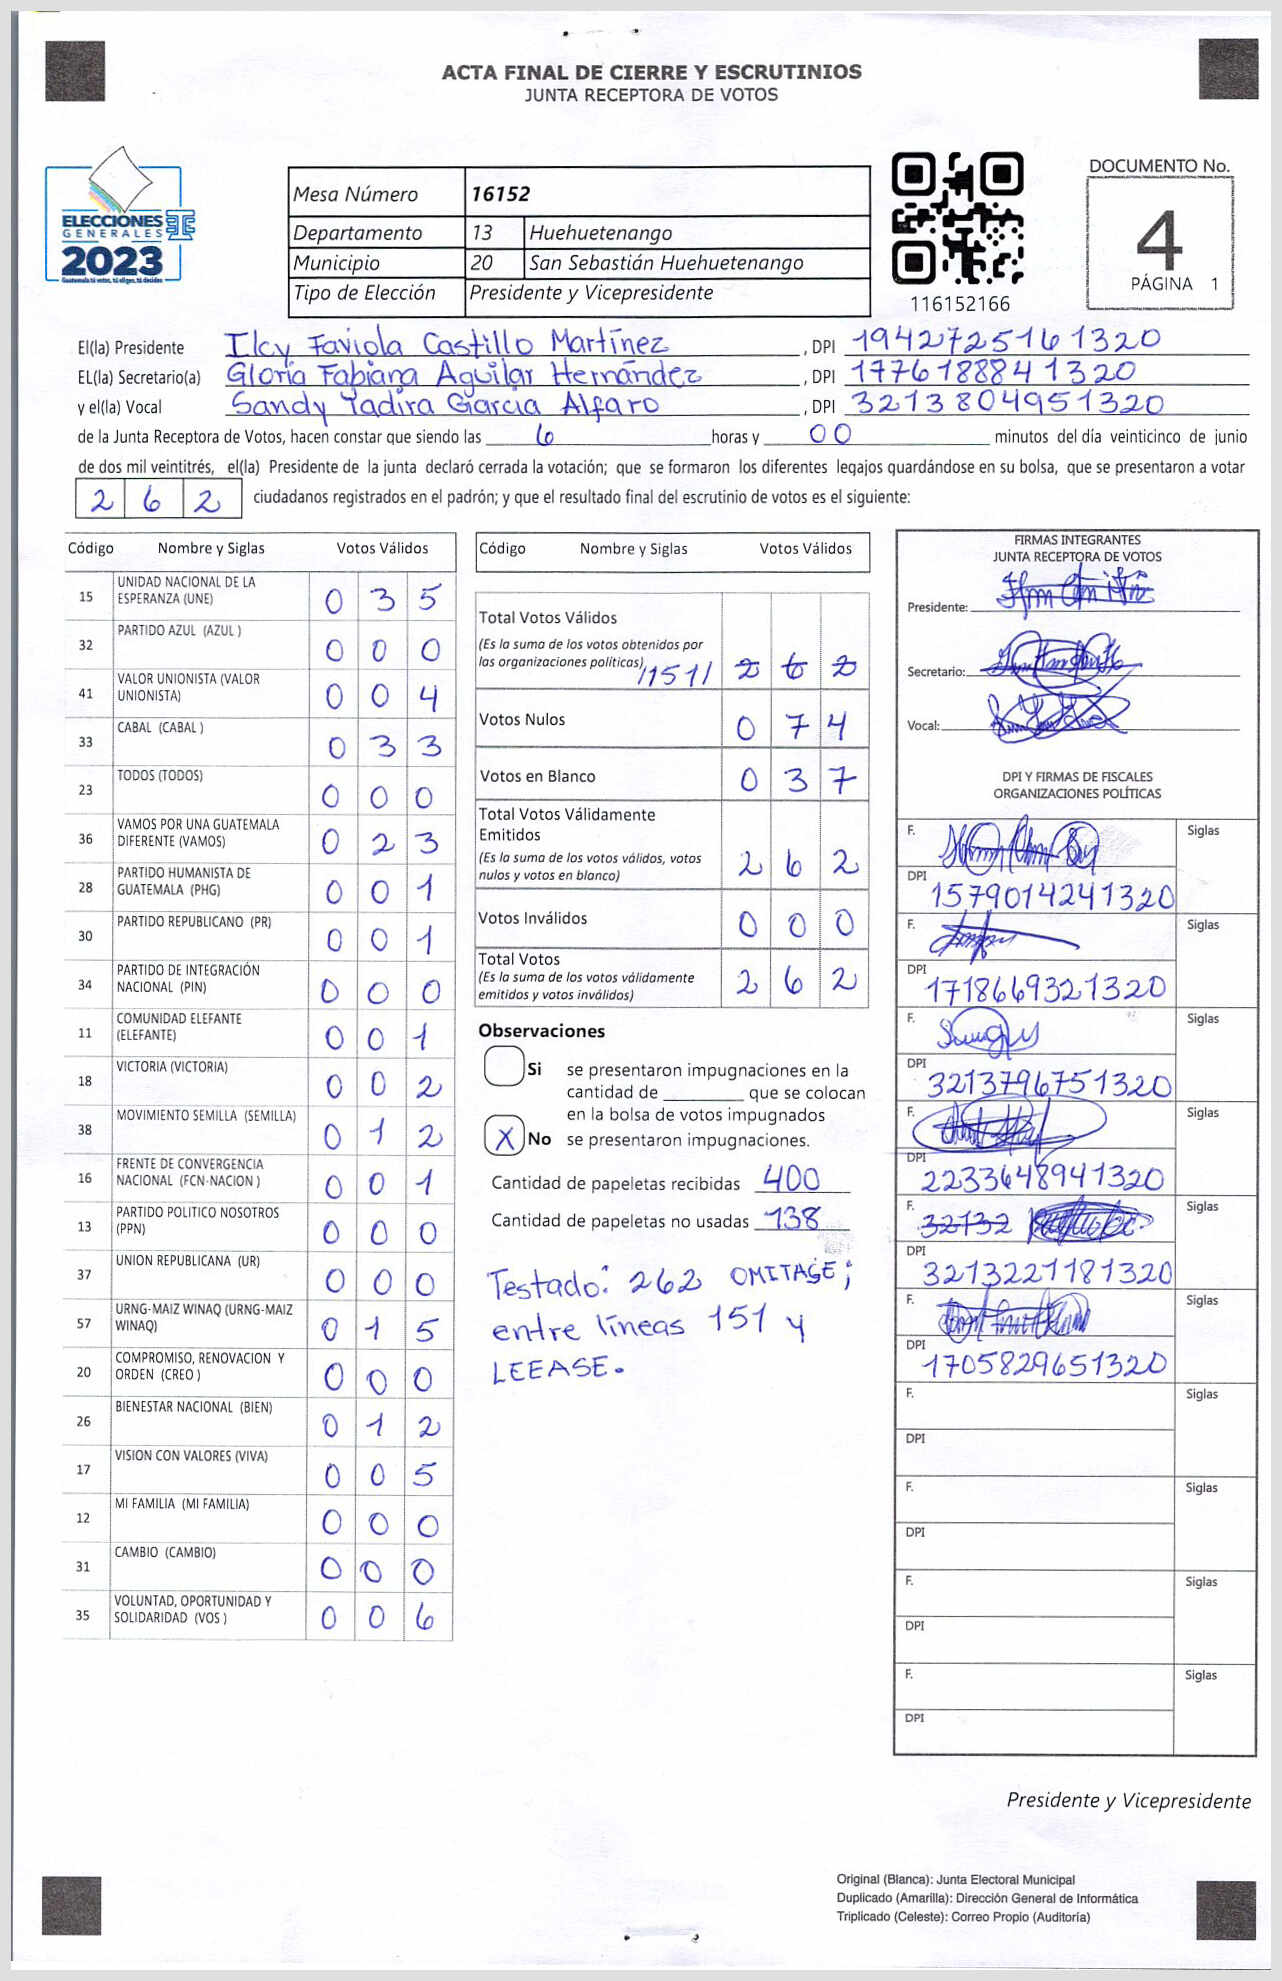 ACTA FINAL DE CIERRE Y ESCRUTINIOS
JUNTA RECEPTORA DE VOTOS
ELECCIONES
GENERALES
2023
Guatemala tú votas, tú eliges, tú decides
Mesa Número 16152
Departamento 13 Huehuetenango
Municipio 20 San Sebastián Huehuetenango
Tipo de Elección Presidente y Vicepresidente
116152166
DOCUMENTO No.
4
PÁGINA 1
El(la) Presidente Ilcy Faviola Castillo Martínez, DPI 1942725161320
EL(la) Secretario(a) Gloria Fabiana Aguilar Hernández, DPI 1776188841320
y el(la) Vocal Sandy Yadira García Alfaro, DPI 3213804951320
de la Junta Receptora de Votos, hacen constar que siendo las 6 horas y 00 minutos del día veinticinco de junio
de dos mil veintitrés, el(la) Presidente de la junta declaró cerrada la votación; que se formaron los diferentes legajos quardándose en su bolsa, que se presentaron a votar
262 ciudadanos registrados en el padrón; y que el resultado final del escrutinio de votos es el siguiente:
Código Nombre y Siglas Votos Válidos
15 UNIDAD NACIONAL DE LA ESPERANZA (UNE) 0 3 5
32 PARTIDO AZUL (AZUL ) 0 0 0
41 VALOR UNIONISTA (VALOR UNIONISTA) 0 0 4
33 CABAL (CABAL ) 0 3 3
23 TODOS (TODOS) 0 0 0
36 VAMOS POR UNA GUATEMALA DIFERENTE (VAMOS) 0 2 3
28 PARTIDO HUMANISTA DE GUATEMALA (PHG) 0 0 1
30 PARTIDO REPUBLICANO (PR) 0 0 1
34 PARTIDO DE INTEGRACIÓN NACIONAL (PIN) 0 0 0
11 COMUNIDAD ELEFANTE (ELEFANTE) 0 0 1
18 VICTORIA (VICTORIA) 0 0 2
38 MOVIMIENTO SEMILLA (SEMILLA) 0 1 2
16 FRENTE DE CONVERGENCIA NACIONAL (FCN-NACION ) 0 0 1
13 PARTIDO POLITICO NOSOTROS (PPN) 0 0 0
37 UNION REPUBLICANA (UR) 0 0 0
57 URNG-MAIZ WINAQ (URNG-MAIZ WINAQ) 0 1 5
20 COMPROMISO, RENOVACION Y ORDEN (CREO ) 0 0 0
26 BIENESTAR NACIONAL (BIEN) 0 1 2
17 VISION CON VALORES (VIVA) 0 0 5
12 MI FAMILIA (MI FAMILIA) 0 0 0
31 CAMBIO (CAMBIO) 0 0 0
35 VOLUNTAD, OPORTUNIDAD Y SOLIDARIDAD (VOS ) 0 0 6
Código Nombre y Siglas Votos Válidos
Total Votos Válidos
(Es la suma de los votos obtenidos por
las organizaciones políticas) //151// 2 6 2
Votos Nulos 0 7 4
Votos en Blanco 0 3 7
Total Votos Válidamente
Emitidos
(Es la suma de los votos válidos, votos
nulos y votos en blanco) 2 6 2
Votos Inválidos 0 0 0
Total Votos
(Es la suma de los votos válidamente
emitidos y votos inválidos) 2 6 2
Observaciones
Si se presentaron impugnaciones en la
cantidad de ________ que se colocan
en la bolsa de votos impugnados
X No se presentaron impugnaciones.
Cantidad de papeletas recibidas 400
Cantidad de papeletas no usadas 138
Testado: 262 OMITASE;
entre líneas 151 y
LEEASE.
FIRMAS INTEGRANTES
JUNTA RECEPTORA DE VOTOS
Presidente:
Secretario:
Vocal:
DPI Y FIRMAS DE FISCALES
ORGANIZACIONES POLÍTICAS
F. Siglas
DPI 1579014241320
F. Siglas
DPI 1718669321320
F. Siglas
DPI 3213796751320
F. Siglas
DPI 2233648941320
F. 32132 Siglas
DPI 3213221181320
F. Siglas
DPI 1705829651320
F. Siglas
DPI
F. Siglas
DPI
F. Siglas
DPI
F. Siglas
DPI
Presidente y Vicepresidente
Original (Blanca): Junta Electoral Municipal
Duplicado (Amarilla): Dirección General de Informática
Triplicado (Celeste): Correo Propio (Auditoría)